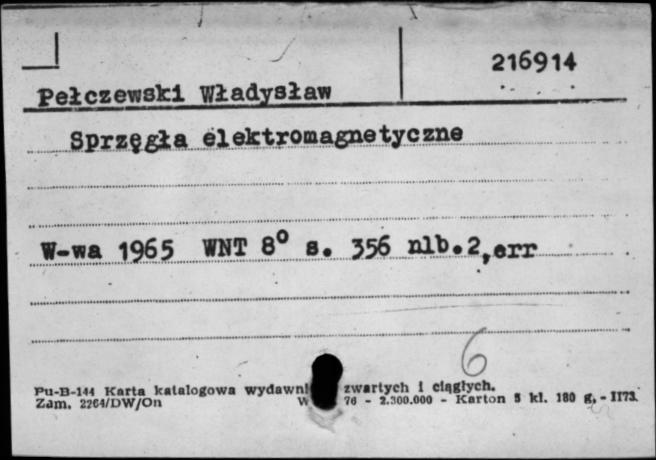 216914
Pełczewski Władysław
Sprzęgła elektromagnetyczne
W-wa 1965 WNT 8° s. 356 nlb.2,err
6
Pu-B-144 Karta katalogowa wydawni zwartych i ciągłych.
Zam. 2264/DW/On W 76 - 2.300.000 - Karton 5 kl. 180 g. - 1173.